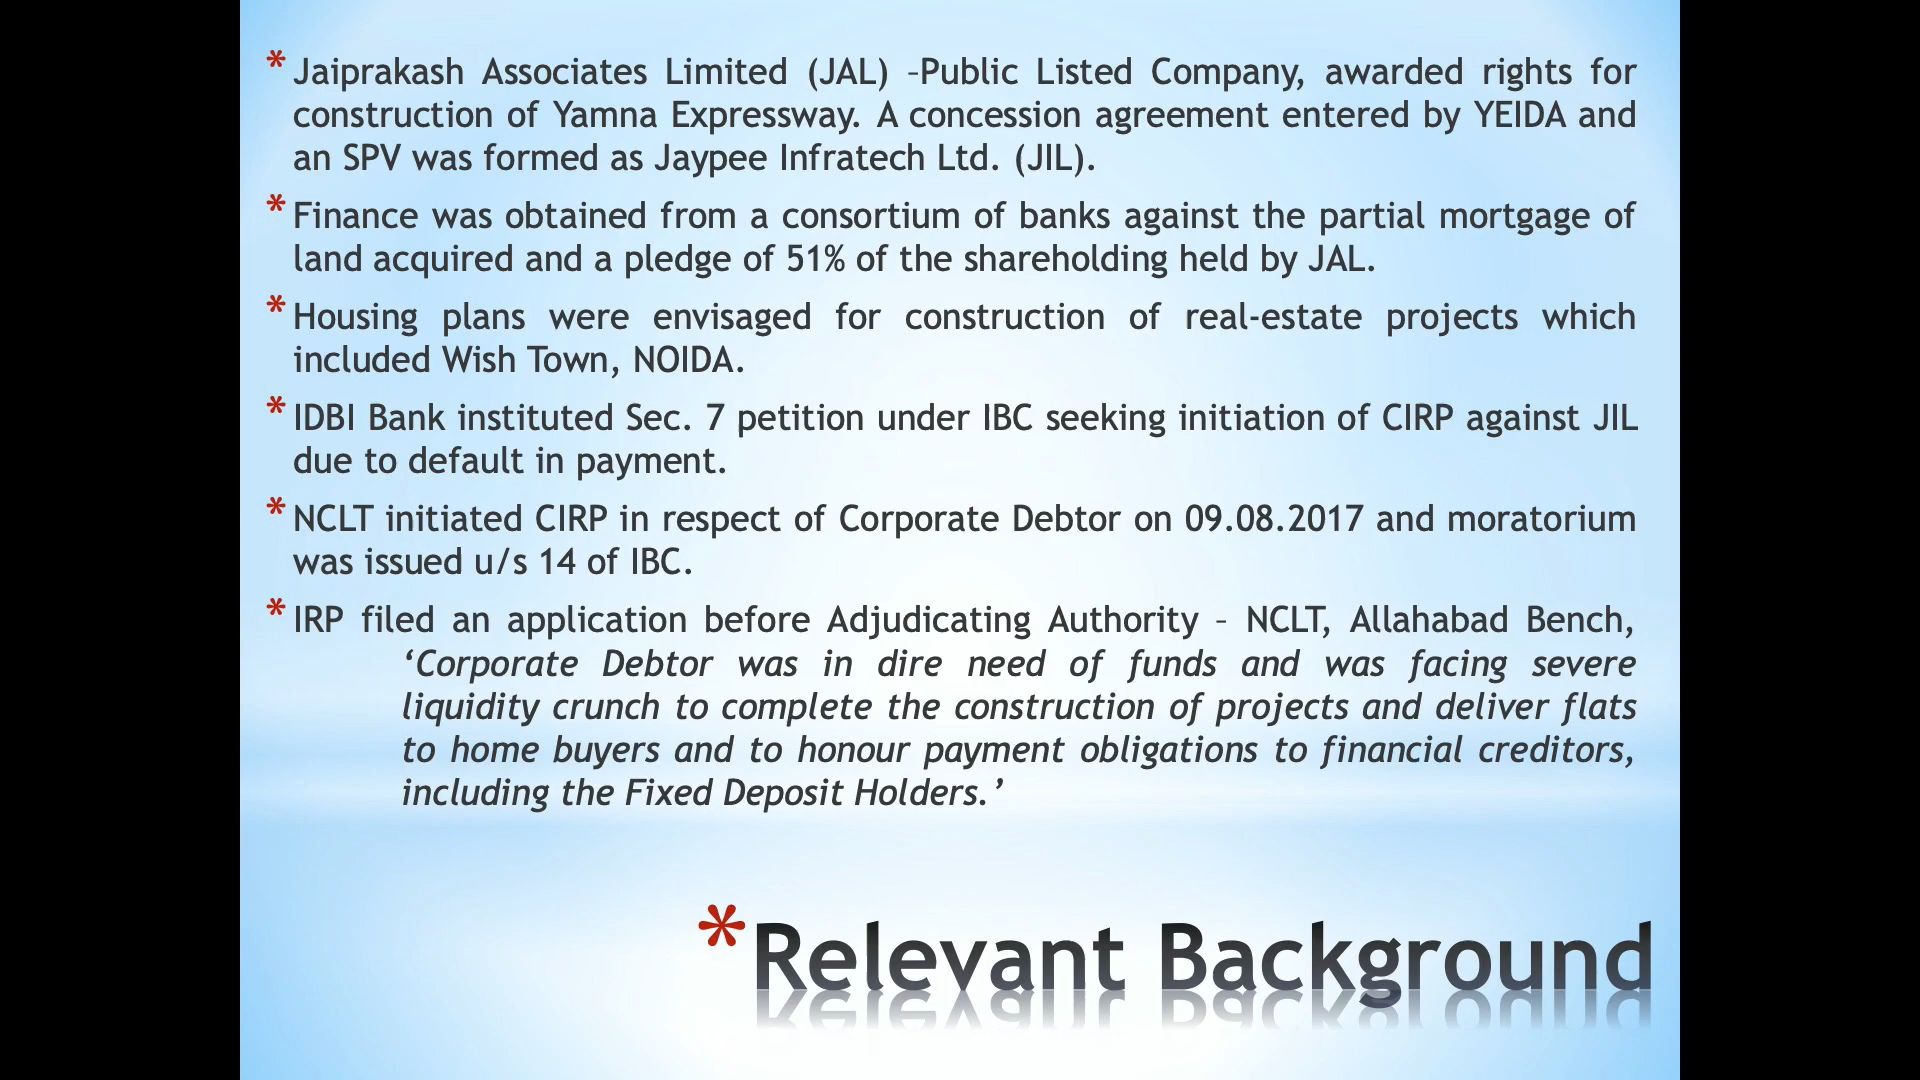 * Jaiprakash Associates Limited (JAL) –Public Listed Company, awarded rights for
construction of Yamna Expressway. A concession agreement entered by YEIDA and
an SPV was formed as Jaypee Infratech Ltd. (JIL).
* Finance was obtained from a consortium of banks against the partial mortgage of
land acquired and a pledge of 51% of the shareholding held by JAL.
* Housing plans were envisaged for construction of real-estate projects which
included Wish Town, NOIDA.
* IDBI Bank instituted Sec. 7 petition under IBC seeking initiation of CIRP against JIL
due to default in payment.
* NCLT initiated CIRP in respect of Corporate Debtor on 09.08.2017 and moratorium
was issued u/s 14 of IBC.
* IRP filed an application before Adjudicating Authority – NCLT, Allahabad Bench,
‘Corporate Debtor was in dire need of funds and was facing severe
liquidity crunch to complete the construction of projects and deliver flats
to home buyers and to honour payment obligations to financial creditors,
including the Fixed Deposit Holders.’
* Relevant Background